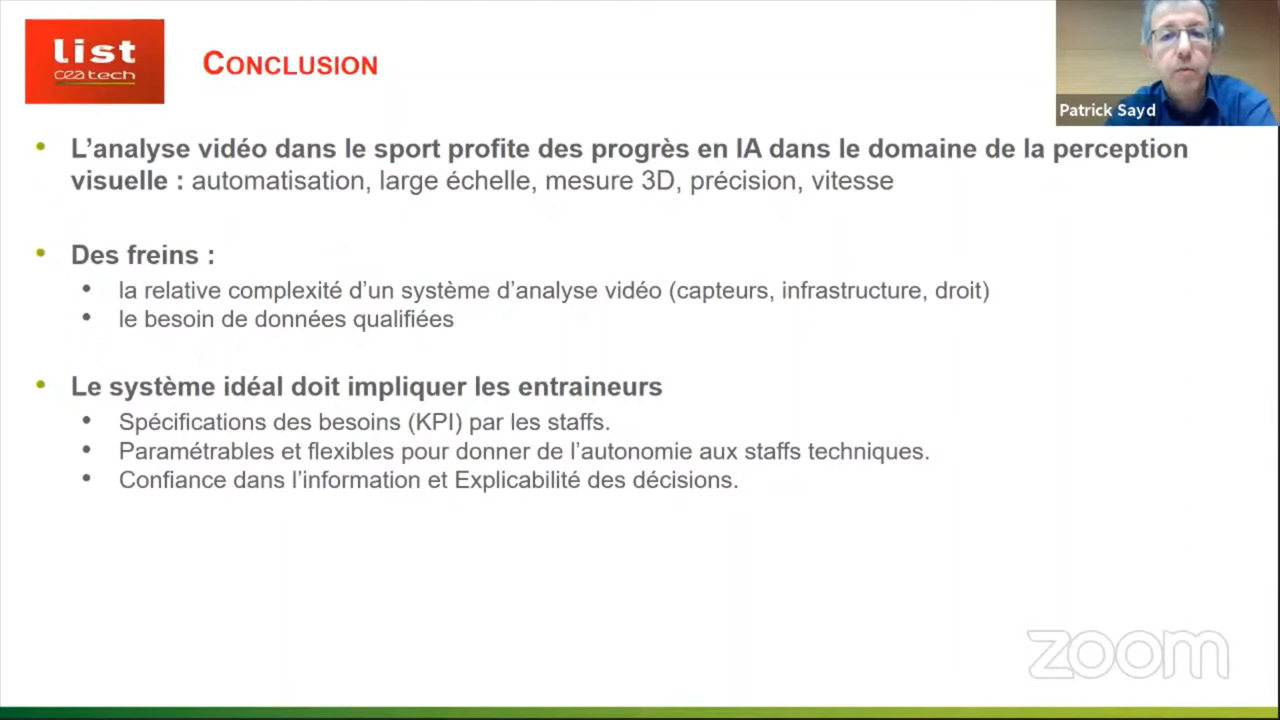 list
ceatech
CONCLUSION
Patrick Sayd
• L’analyse vidéo dans le sport profite des progrès en IA dans le domaine de la perception
visuelle : automatisation, large échelle, mesure 3D, précision, vitesse
• Des freins :
• la relative complexité d’un système d’analyse vidéo (capteurs, infrastructure, droit)
• le besoin de données qualifiées
• Le système idéal doit impliquer les entraineurs
• Spécifications des besoins (KPI) par les staffs.
• Paramétrables et flexibles pour donner de l’autonomie aux staffs techniques.
• Confiance dans l’information et Explicabilité des décisions.
zoom